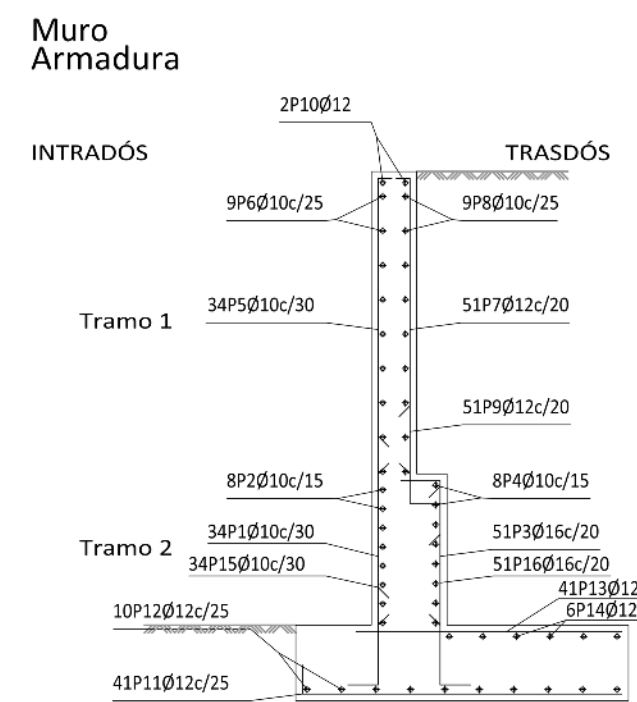 Muro
Armadura
2P10Ø12
INTRADÓS
TRASDÓS
9P6Ø10c/25
9P8Ø10c/25
Tramo 1
34P5Ø10c/30
51P7Ø12c/20
51P9Ø12c/20
8P2Ø10c/15
8P4Ø10c/15
Tramo 2
34P1Ø10c/30
51P3Ø16c/20
34P15Ø10c/30
51P16Ø16c/20
41P13Ø12
10P12Ø12c/25
6P14Ø12
41P11Ø12c/25